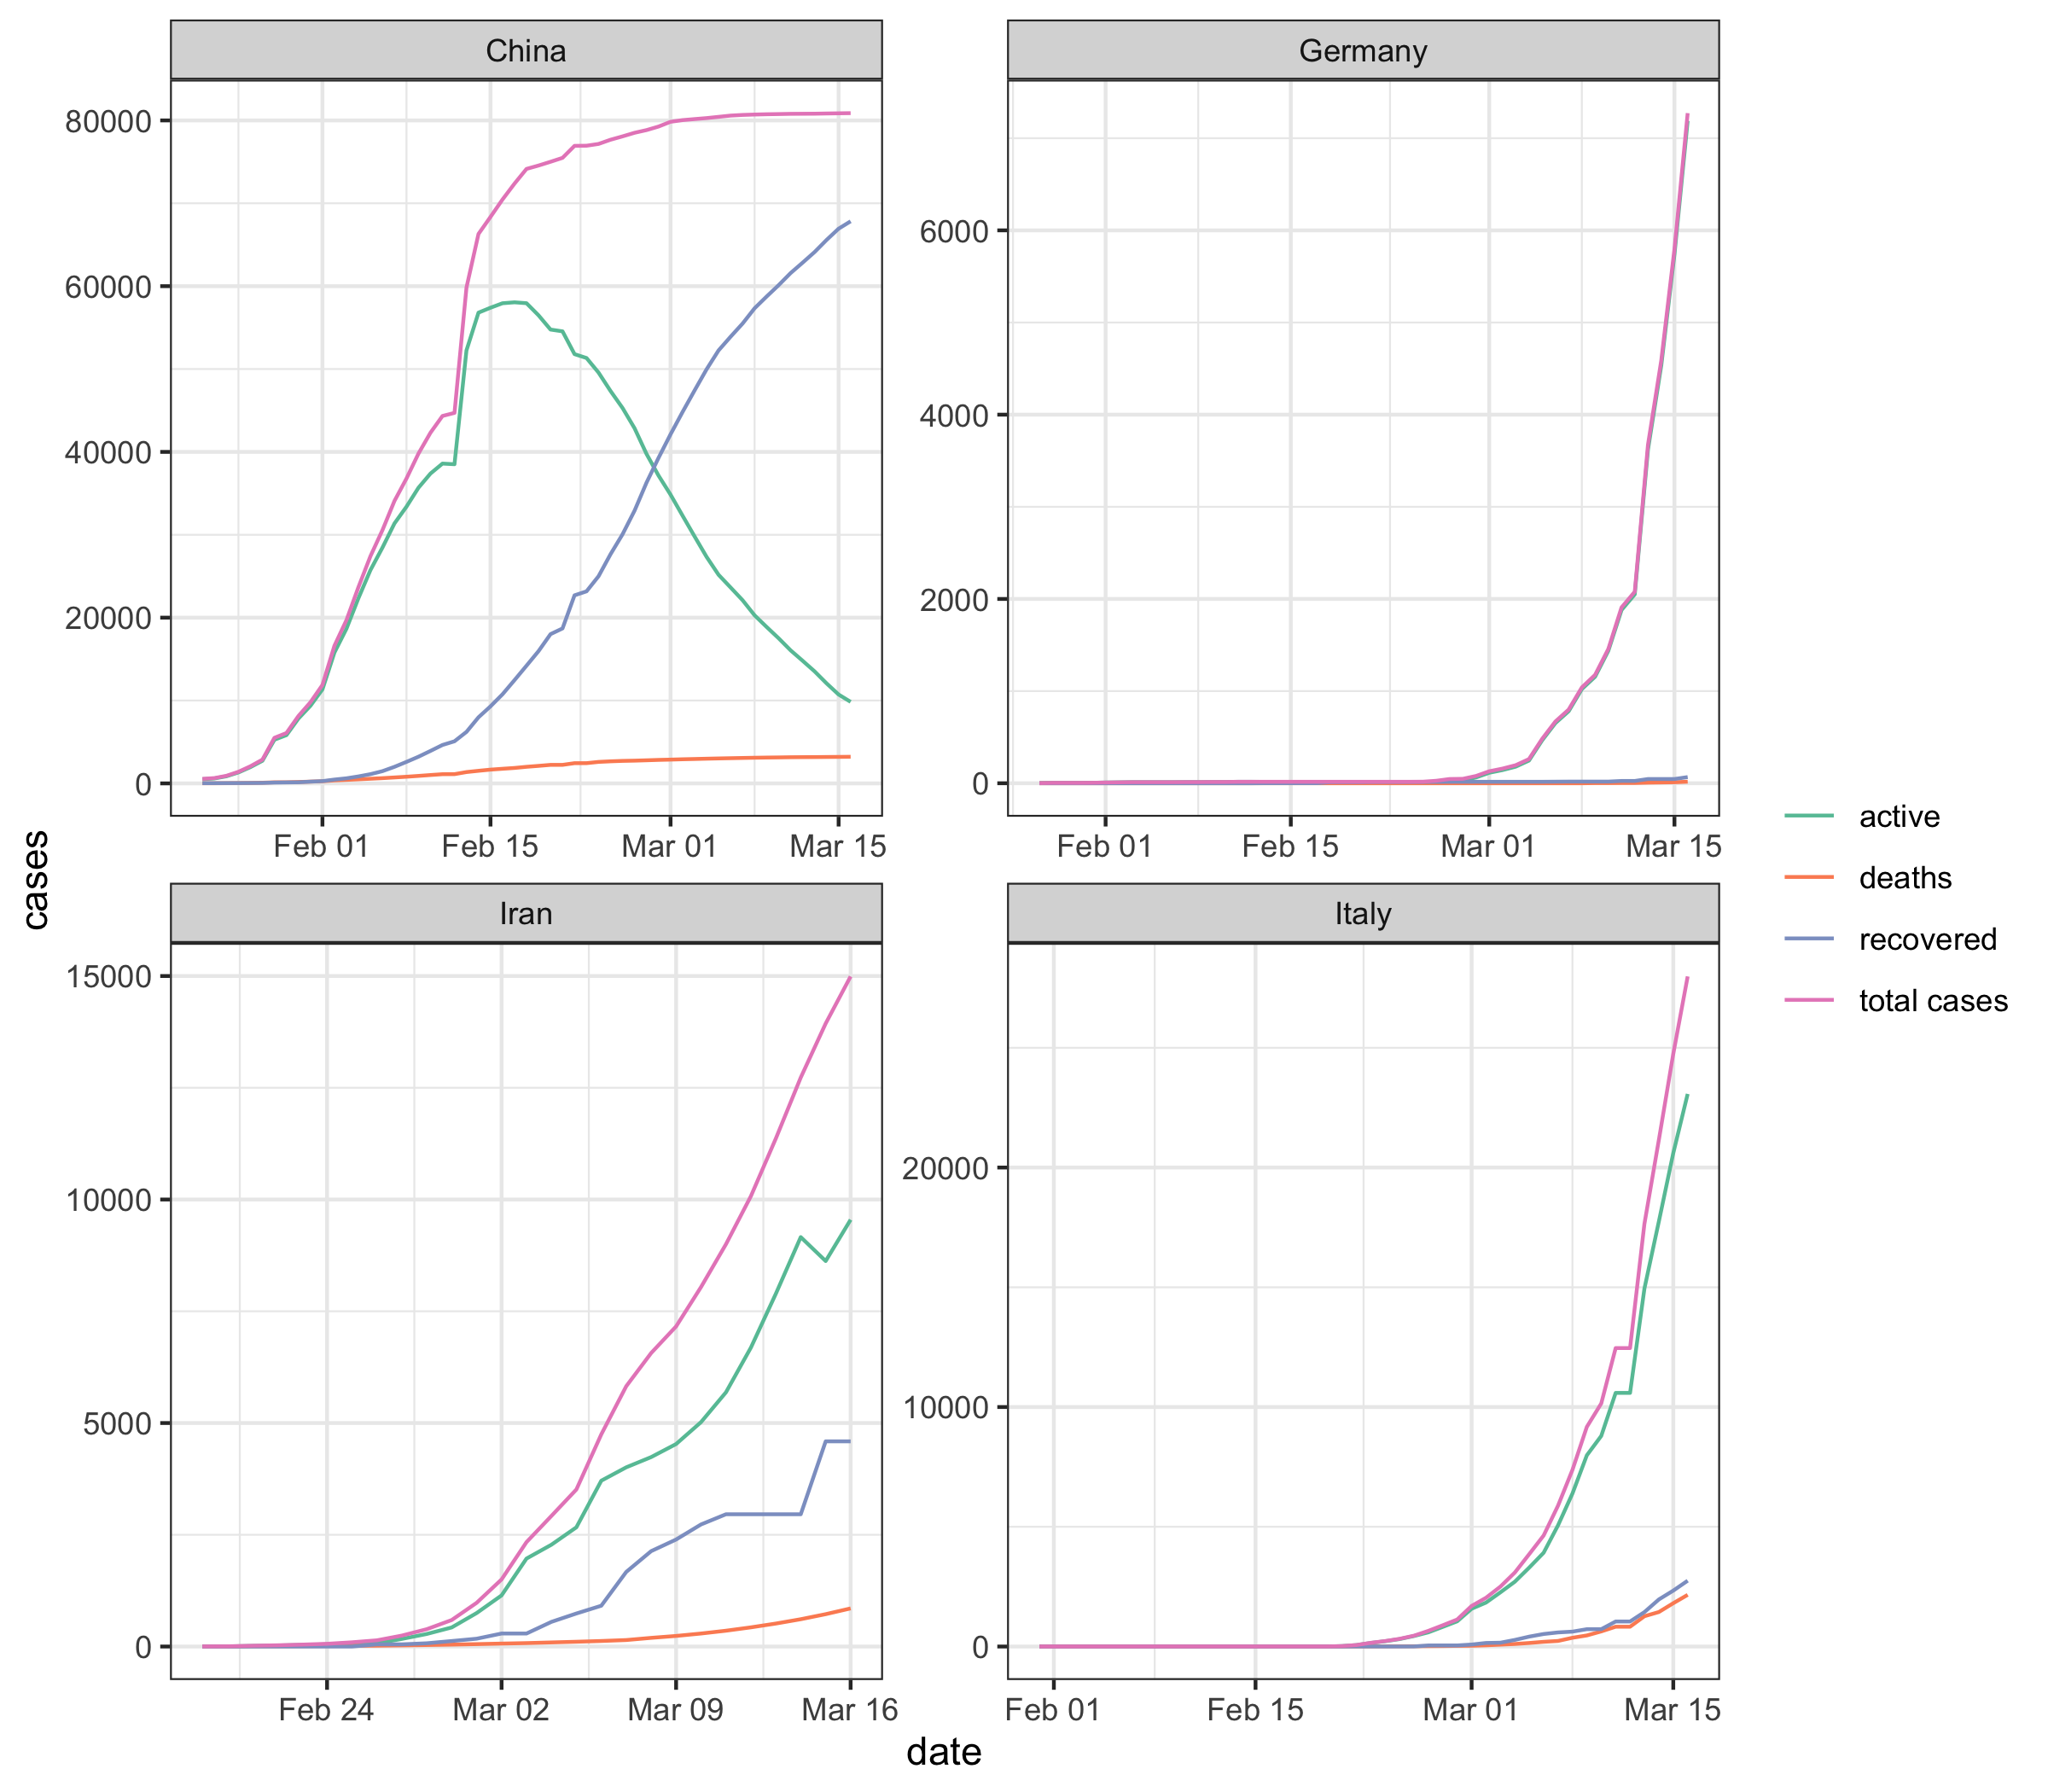 China
Germany
80000
60000
40000
20000
0
Feb 01 Feb 15 Mar 01 Mar 15
6000
4000
2000
0
Feb 01 Feb 15 Mar 01 Mar 15
Iran
Italy
15000
10000
5000
0
Feb 24 Mar 02 Mar 09 Mar 16
20000
10000
0
Feb 01 Feb 15 Mar 01 Mar 15
cases
date
active
deaths
recovered
total cases